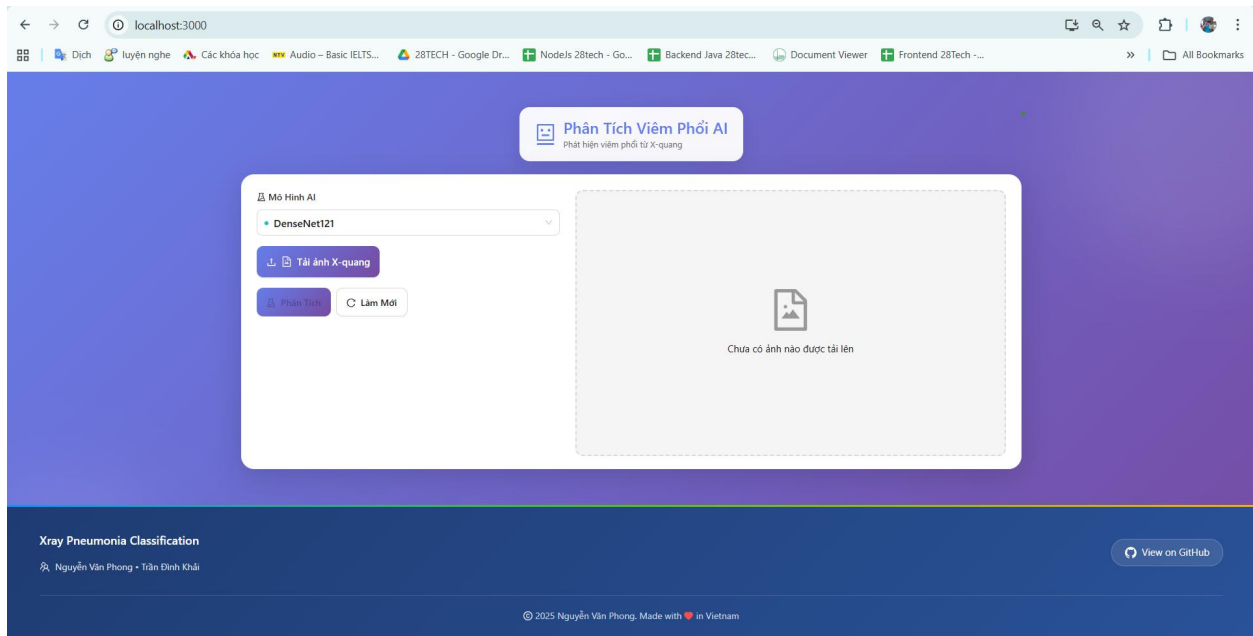 localhost:3000
Dịch
luyện nghe
Các khóa học
NTV Audio – Basic IELTS...
28TECH - Google Dr...
NodeJs 28tech - Go...
Backend Java 28tec...
Document Viewer
Frontend 28Tech -...
»
All Bookmarks
Phân Tích Viêm Phổi AI
Phát hiện viêm phổi từ X-quang
Mô Hình AI
DenseNet121
Tải ảnh X-quang
Phân Tích
Làm Mới
Chưa có ảnh nào được tải lên
Xray Pneumonia Classification
Nguyễn Văn Phong • Trần Đình Khải
View on GitHub
© 2025 Nguyễn Văn Phong. Made with ❤️ in Vietnam